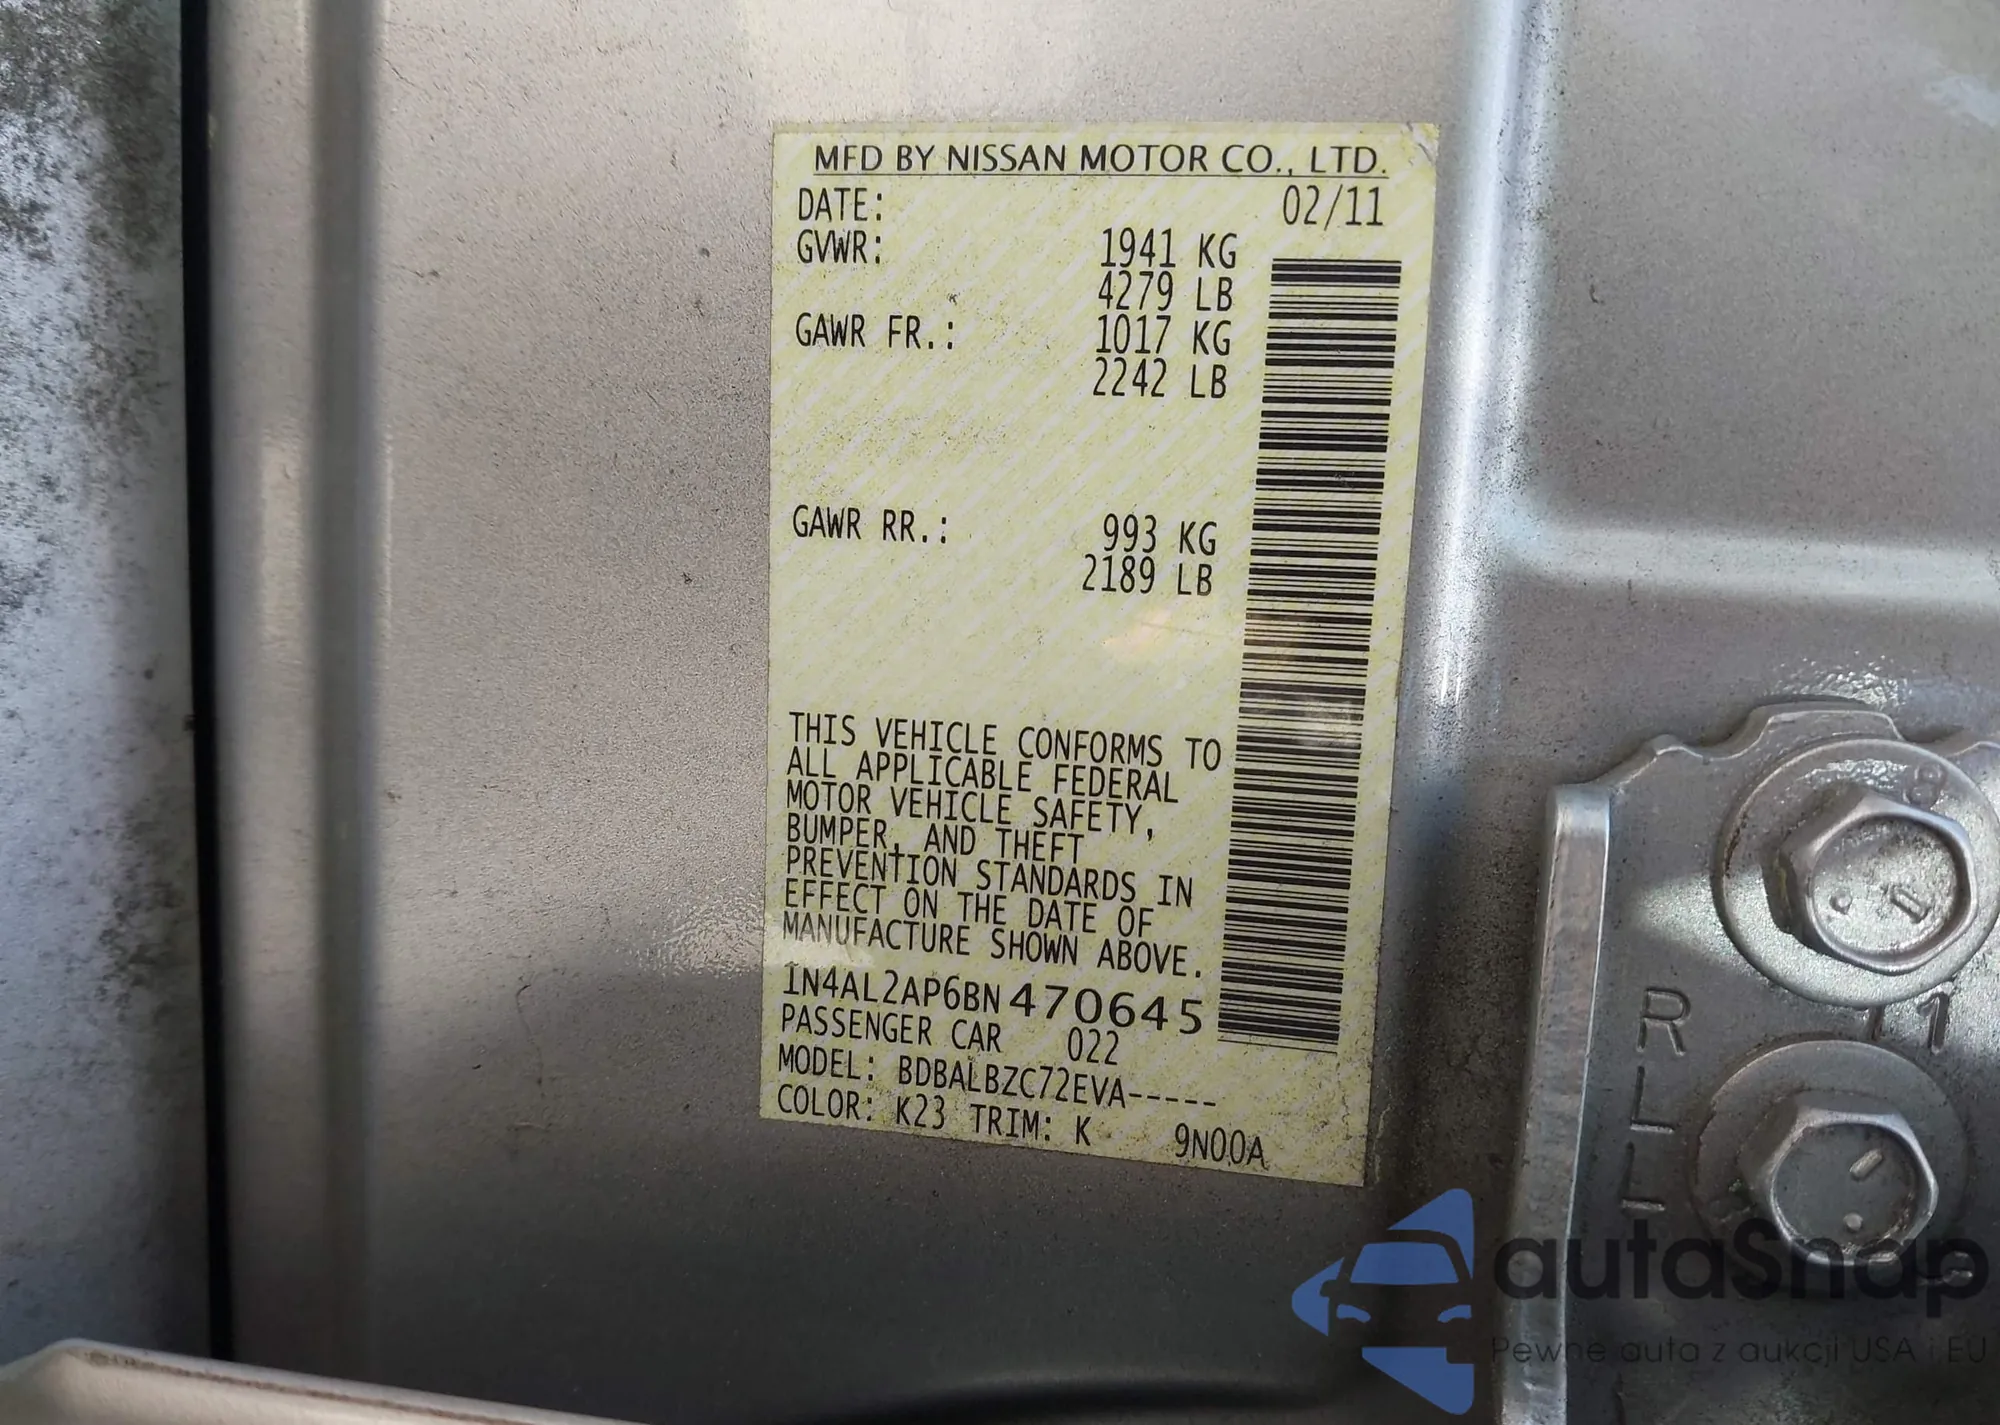 MFD BY NISSAN MOTOR CO., LTD.
DATE: 02/11
GVWR: 1941 KG
4279 LB
GAWR FR.: 1017 KG
2242 LB
GAWR RR.: 993 KG
2189 LB
THIS VEHICLE CONFORMS TO
ALL APPLICABLE FEDERAL
MOTOR VEHICLE SAFETY,
BUMPER, AND THEFT
PREVENTION STANDARDS IN
EFFECT ON THE DATE OF
MANUFACTURE SHOWN ABOVE.
1N4AL2AP6BN470645
PASSENGER CAR 022
MODEL: BDBALBZC72EVA-----
COLOR: K23 TRIM: K 9N00A
autaSnap
Pewne auta z aukcji USA i EU